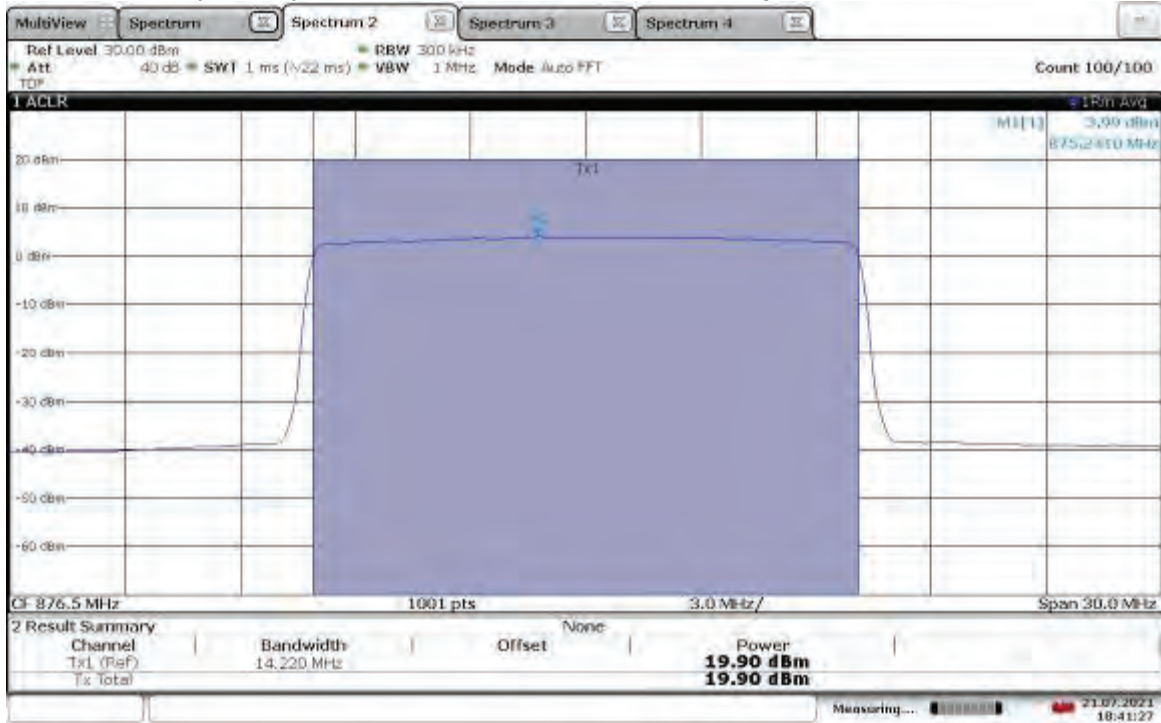 MultiView Spectrum Spectrum 2 Spectrum 3 Spectrum 4
Ref Level 30.00 dBm RBW 300 kHz
Att 40 dB SWT 1 ms (~22 ms) VBW 1 MHz Mode Auto FFT Count 100/100
TDF
1 ACLR 1Rm Avg
M1[1] 3.99 dBm
875.2410 MHz
20 dBm
Tx1
10 dBm
0 dBm
-10 dBm
-20 dBm
-30 dBm
-40 dBm
-50 dBm
-60 dBm
CF 876.5 MHz 1001 pts 3.0 MHz/ Span 30.0 MHz
2 Result Summary None
Channel Bandwidth Offset Power
Tx1 (Ref) 14.220 MHz 19.90 dBm
Tx Total 19.90 dBm
Measuring... 21.07.2021
18:41:27